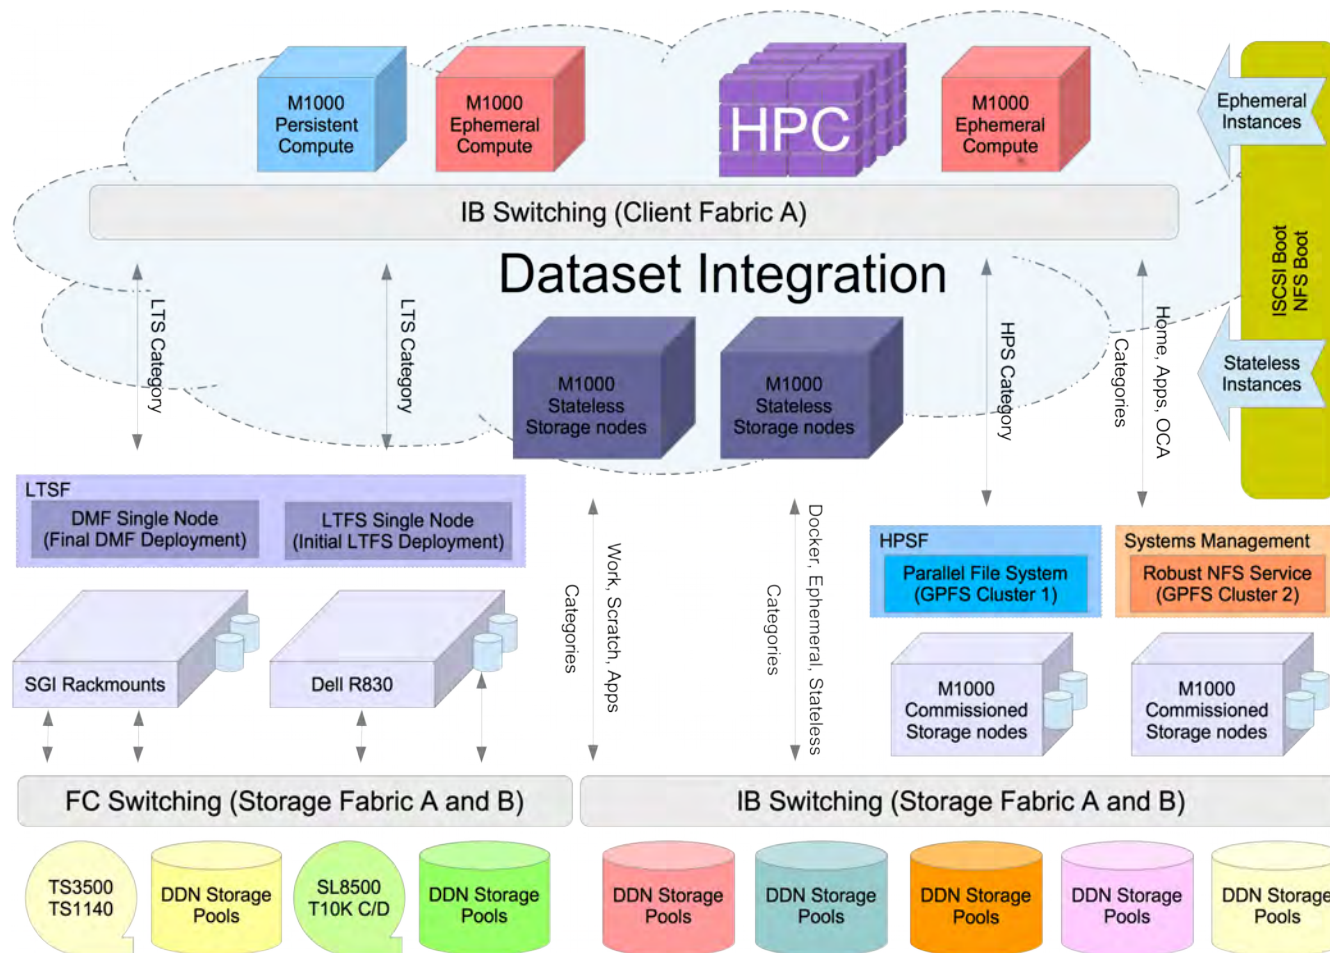 M1000
Persistent
Compute
M1000
Ephemeral
Compute
HPC
M1000
Ephemeral
Compute
Ephemeral
Instances
IB Switching (Client Fabric A)
Dataset Integration
ISCSI Boot
NFS Boot
LTS Category
LTS Category
HPS Category
Home, Apps, OCA
Categories
Stateless
Instances
M1000
Stateless
Storage nodes
M1000
Stateless
Storage nodes
LTSF
DMF Single Node
(Final DMF Deployment)
LTFS Single Node
(Initial LTFS Deployment)
Work, Scratch, Apps
Categories
Docker, Ephemeral, Stateless
Categories
HPSF
Parallel File System
(GPFS Cluster 1)
Systems Management
Robust NFS Service
(GPFS Cluster 2)
SGI Rackmounts
Dell R830
M1000
Commissioned
Storage nodes
M1000
Commissioned
Storage nodes
FC Switching (Storage Fabric A and B)
IB Switching (Storage Fabric A and B)
TS3500
TS1140
DDN Storage
Pools
SL8500
T10K C/D
DDN Storage
Pools
DDN Storage
Pools
DDN Storage
Pools
DDN Storage
Pools
DDN Storage
Pools
DDN Storage
Pools